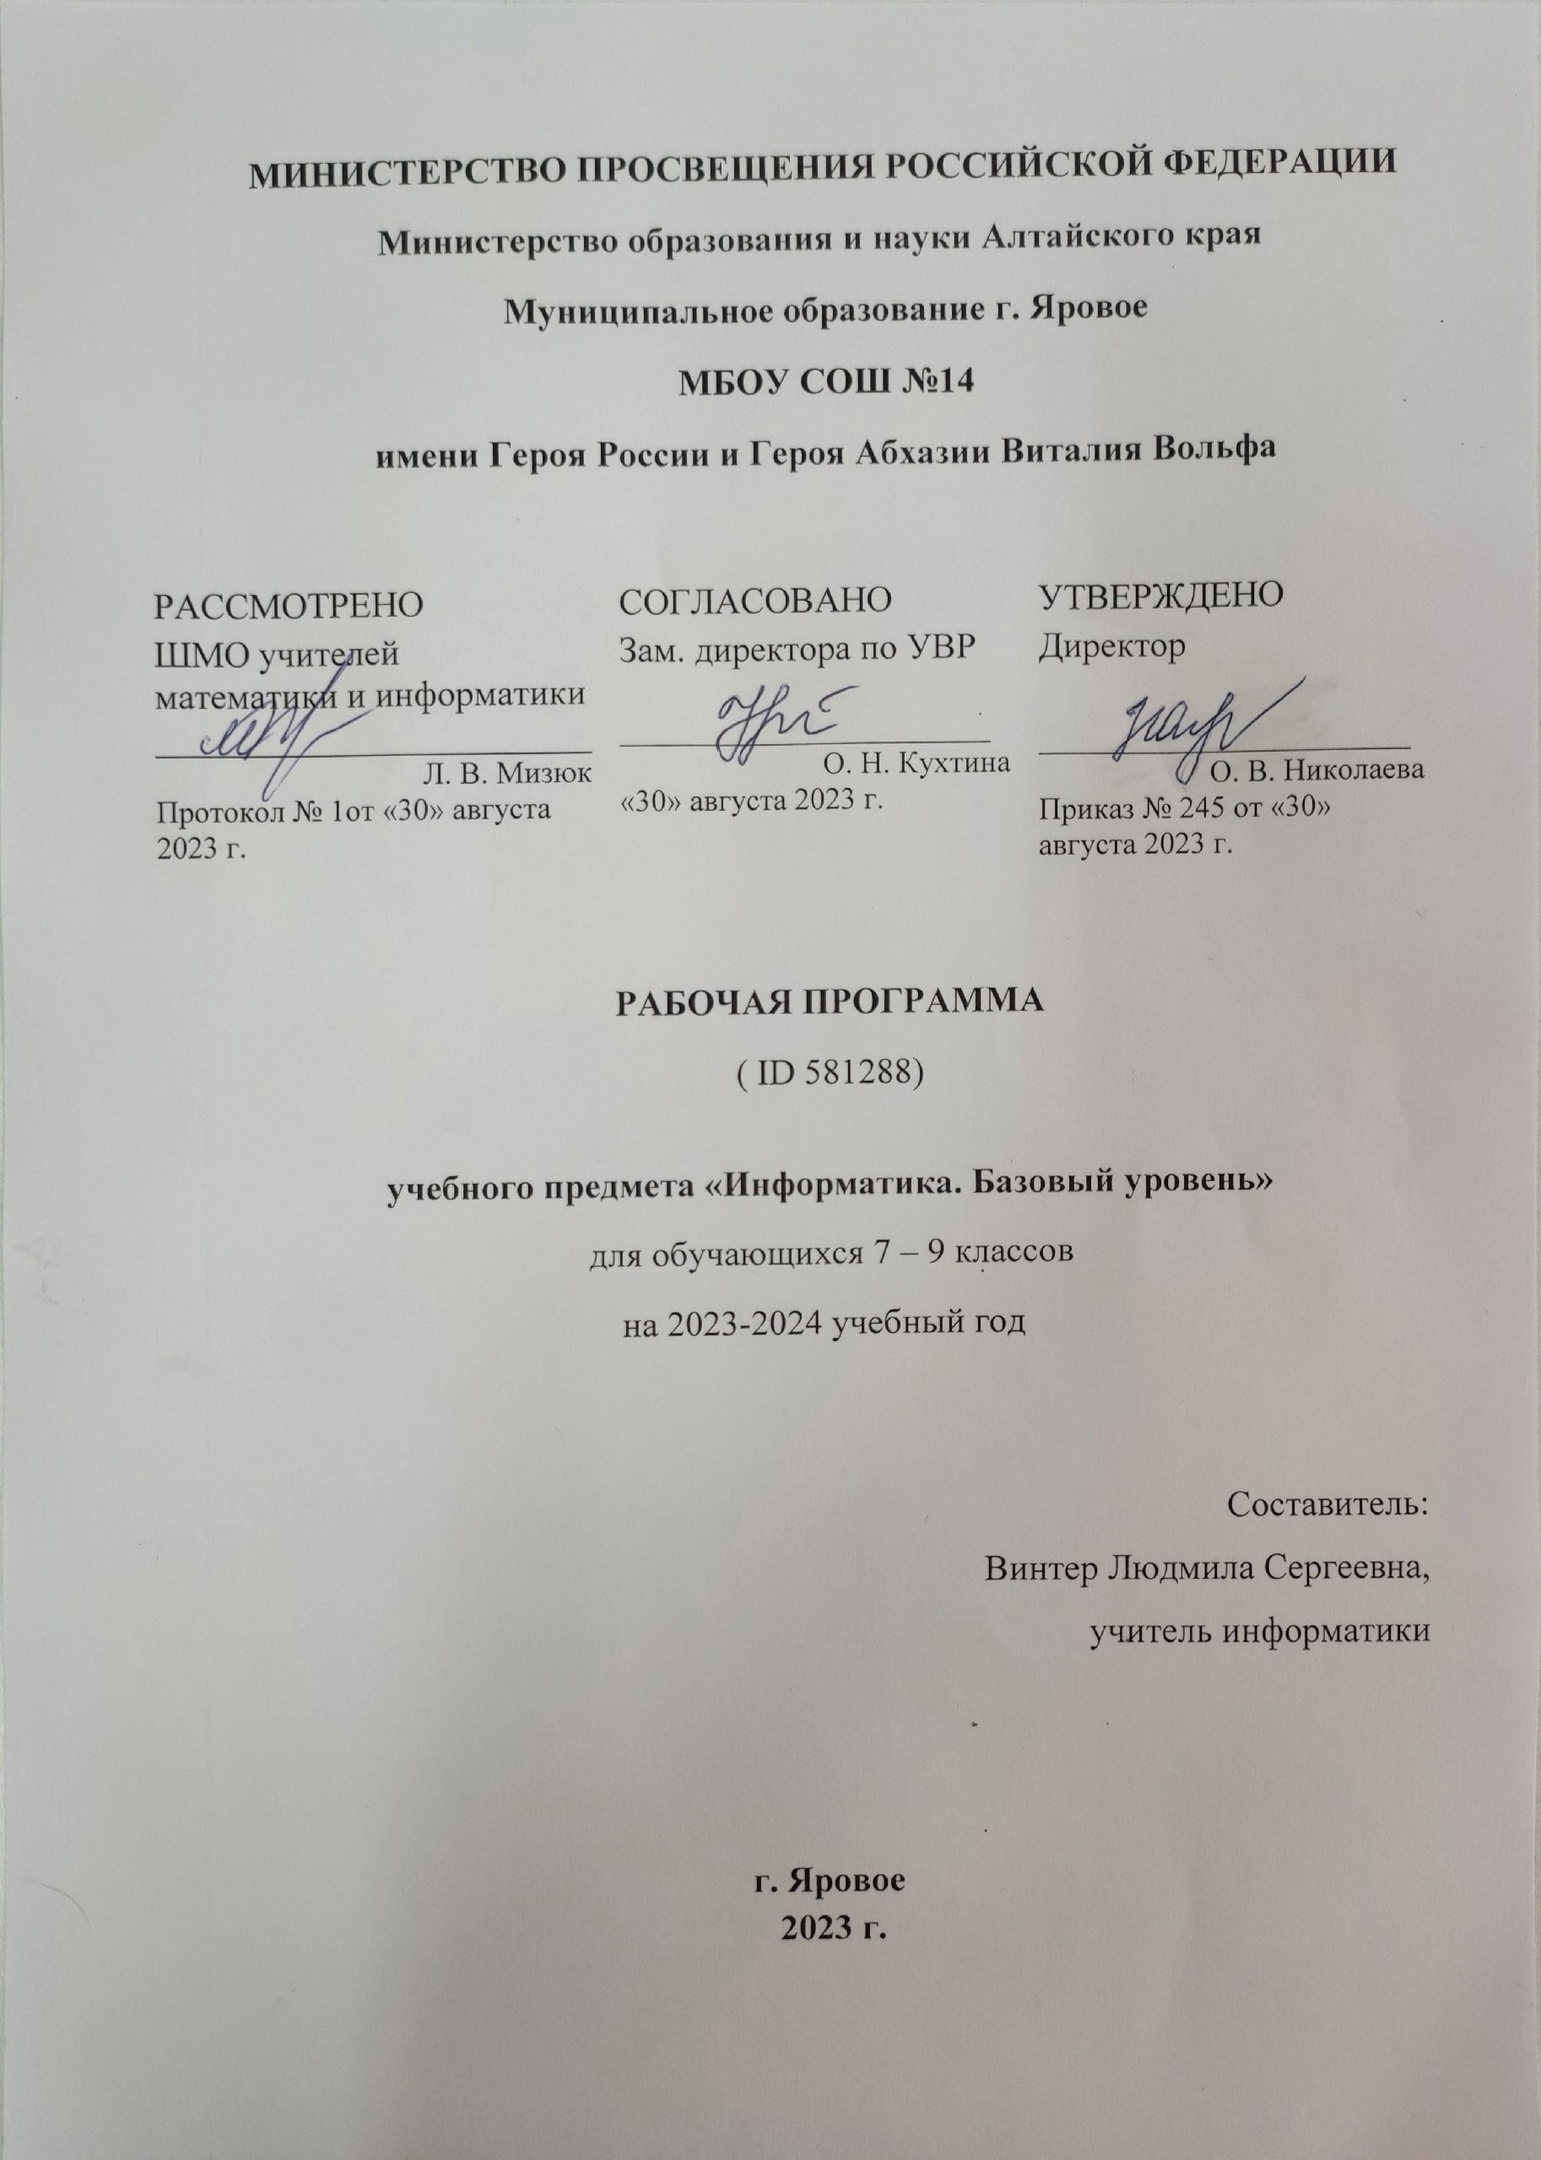 МИНИСТЕРСТВО ПРОСВЕЩЕНИЯ РОССИЙСКОЙ ФЕДЕРАЦИИ
Министерство образования и науки Алтайского края
Муниципальное образование г. Яровое
МБОУ СОШ №14
имени Героя России и Героя Абхазии Виталия Вольфа
РАССМОТРЕНО
ШМО учителей
математики и информатики
Л. В. Мизюк
Протокол № 1от «30» августа
2023 г.
СОГЛАСОВАНО
Зам. директора по УВР
О. Н. Кухтина
«30» августа 2023 г.
УТВЕРЖДЕНО
Директор
О. В. Николаева
Приказ № 245 от «30»
августа 2023 г.
РАБОЧАЯ ПРОГРАММА
( ID 581288)
учебного предмета «Информатика. Базовый уровень»
для обучающихся 7 – 9 классов
на 2023-2024 учебный год
Составитель:
Винтер Людмила Сергеевна,
учитель информатики
г. Яровое
2023 г.